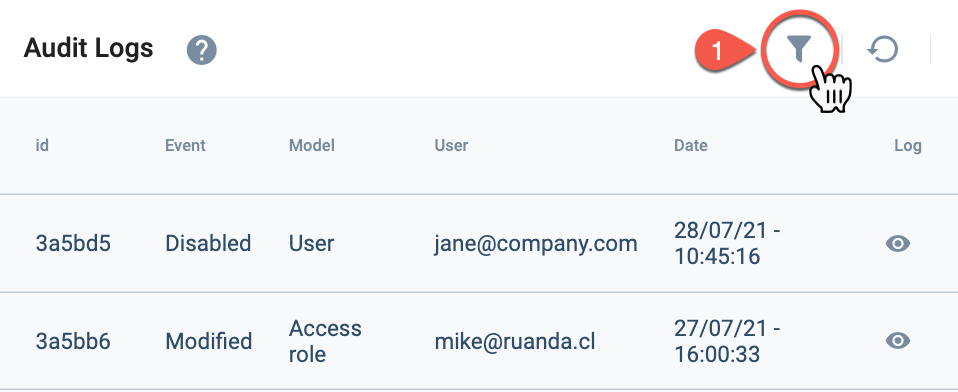 Audit Logs ?
1
id Event Model User Date Log
3a5bd5 Disabled User jane@company.com 28/07/21 -
10:45:16
3a5bb6 Modified Access
role mike@ruanda.cl 27/07/21 -
16:00:33